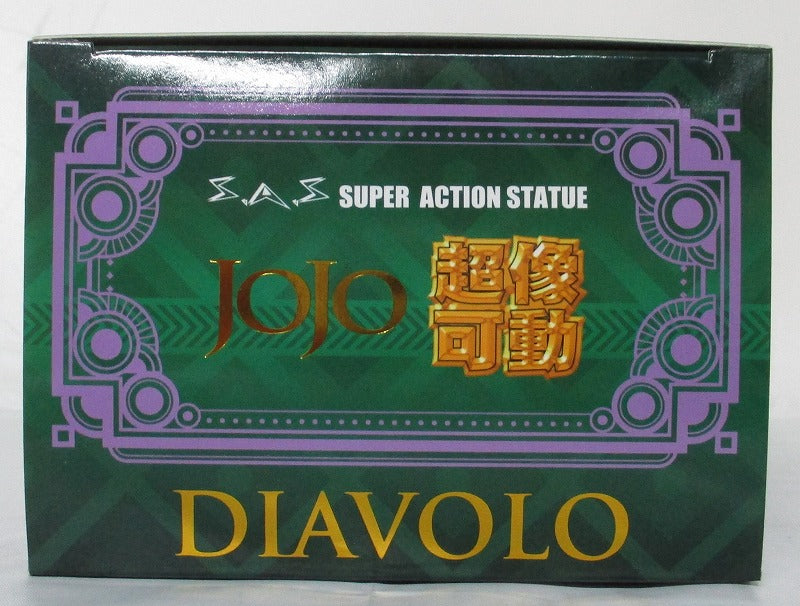 S.A.S SUPER ACTION STATUE
JOJO 超像
可動
DIAVOLO